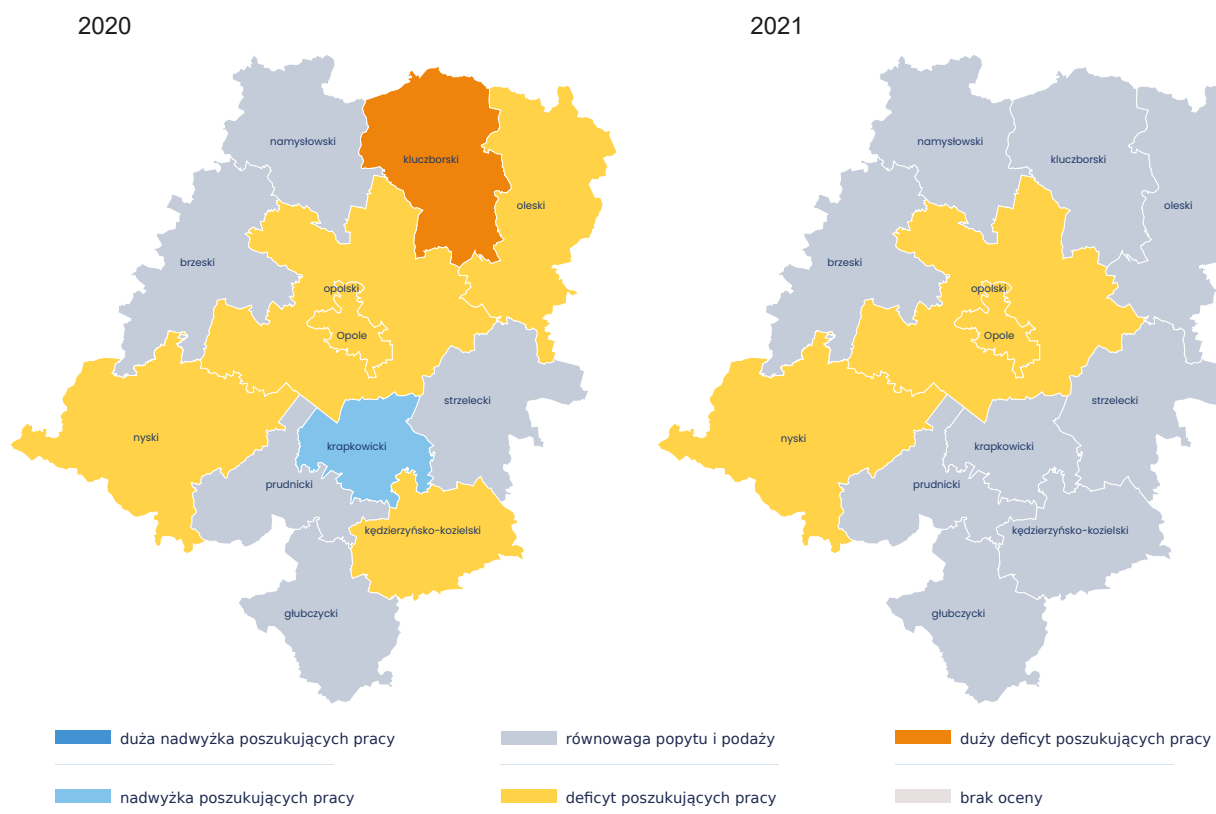 2020
2021
namysłowski
kluczborski
oleski
brzeski
opolski
Opole
strzelecki
nyski
krapkowicki
prudnicki
kędzierzyńsko-kozielski
głubczycki
namysłowski
kluczborski
oleski
brzeski
opolski
Opole
strzelecki
nyski
krapkowicki
prudnicki
kędzierzyńsko-kozielski
głubczycki
duża nadwyżka poszukujących pracy
równowaga popytu i podaży
duży deficyt poszukujących pracy
nadwyżka poszukujących pracy
deficyt poszukujących pracy
brak oceny